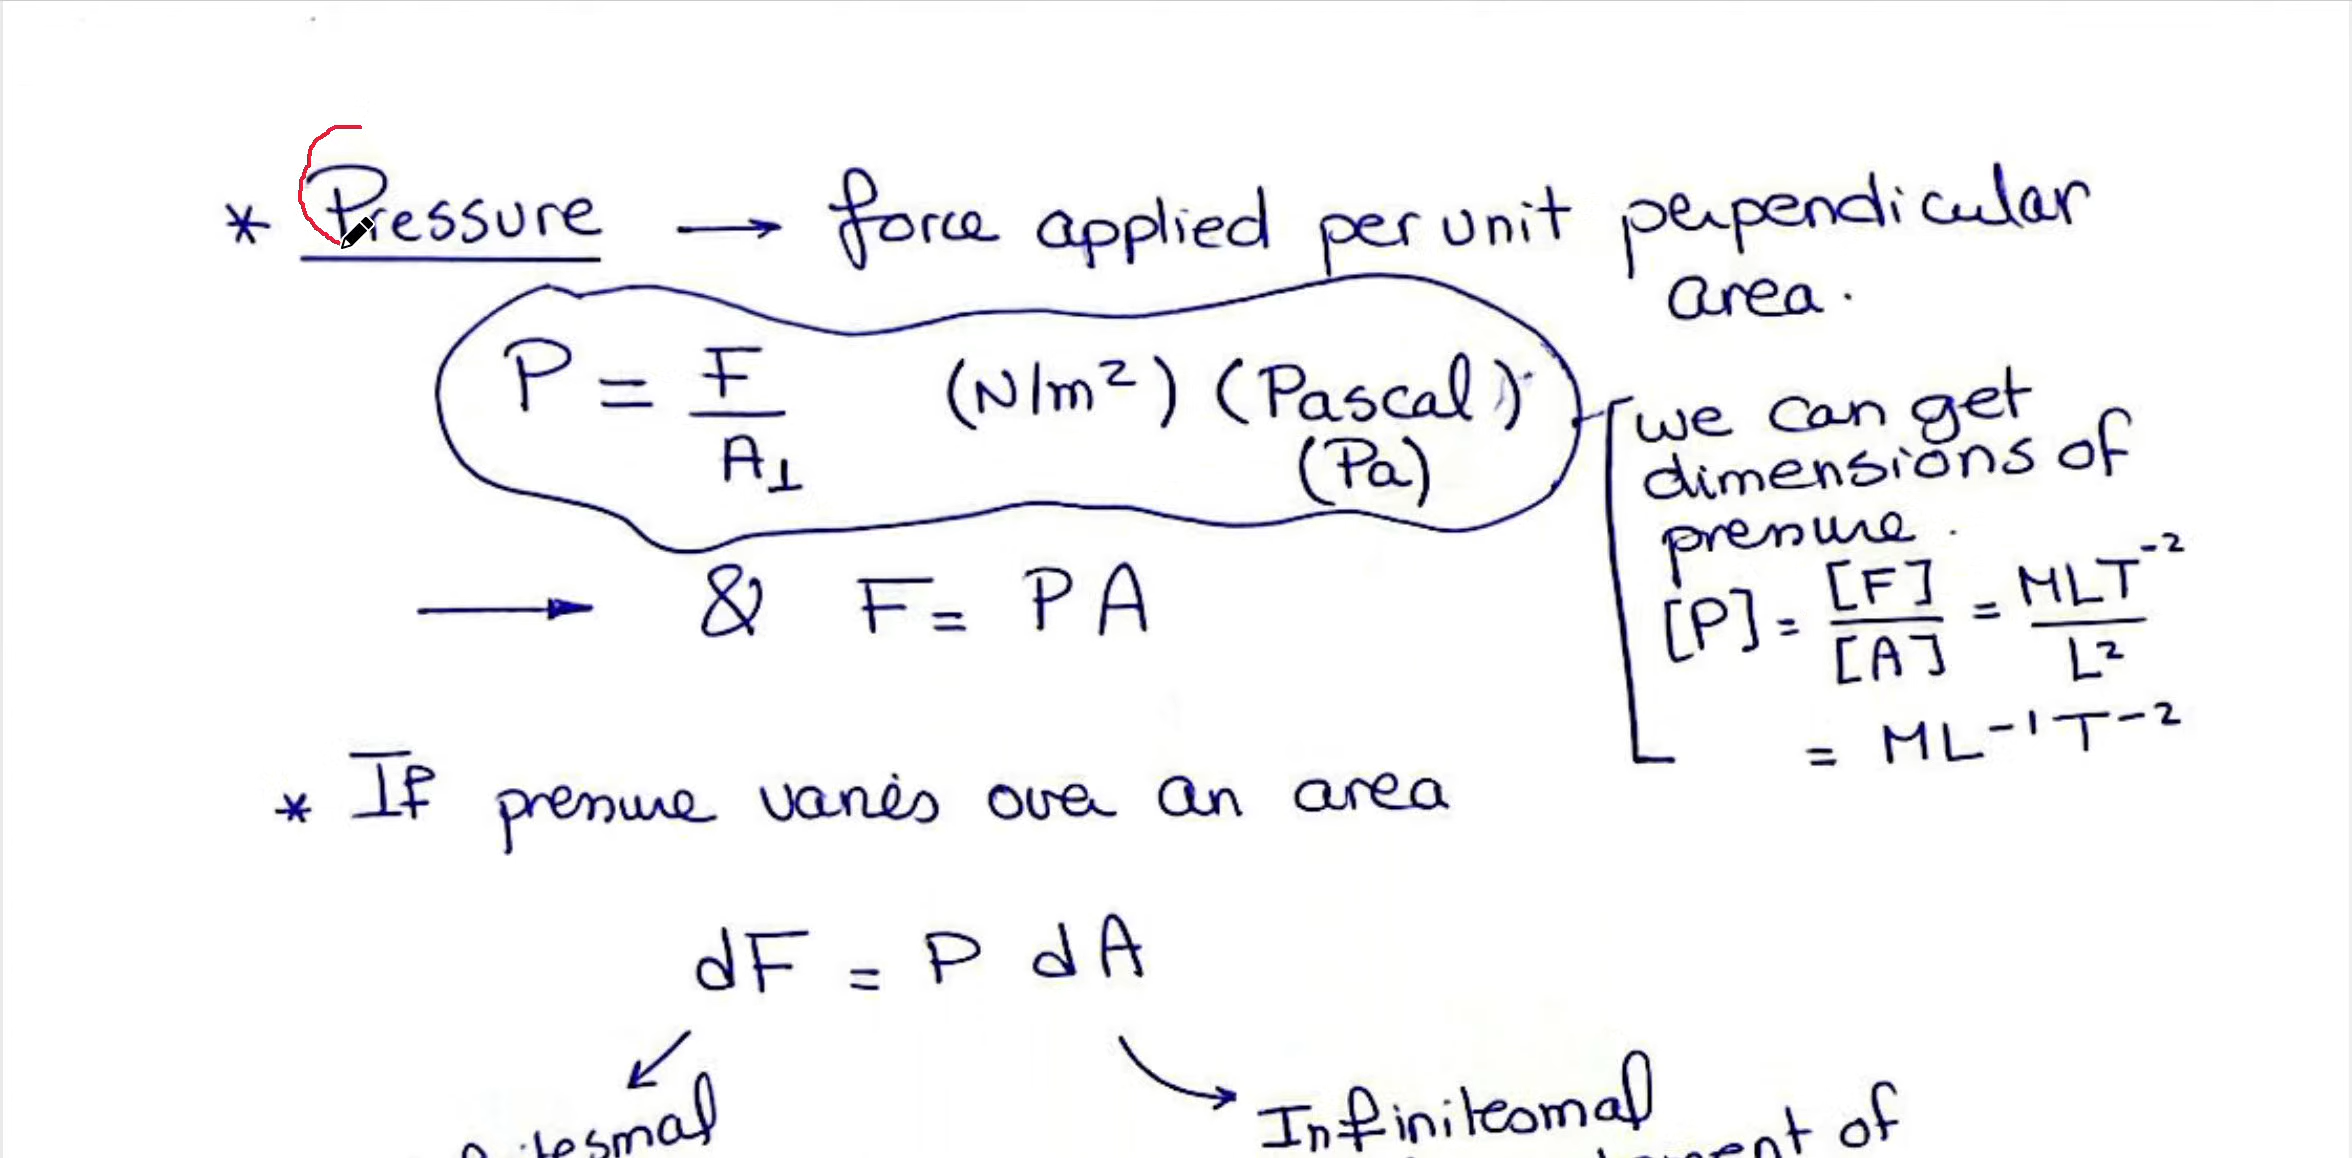 * Pressure → force applied per unit perpendicular
area.
P = F / A⊥ (N/m²) (Pascal)
(Pa)
we can get
dimensions of
pressure.
[P] = [F] / [A] = MLT⁻² / L²
= ML⁻¹T⁻²
→ & F = PA
* If pressure varies over an area
dF = P dA
Infinitesmal
of